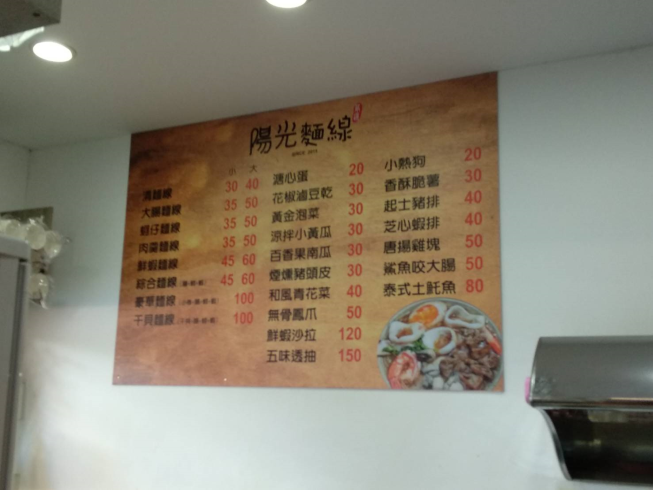 陽光麵線
小 大
清麵線 30 40
大腸麵線 35 50
蚵仔麵線 35 50
肉羹麵線 35 50
鮮蝦麵線 45 60
綜合麵線 45 60
豪華麵線 100
干貝麵線 100
溏心蛋 20
花椒滷豆乾 30
黃金泡菜 30
涼拌小黃瓜 30
百香果南瓜 30
煙燻豬頭皮 30
和風青花菜 40
無骨鳳爪 50
鮮蝦沙拉 120
五味透抽 150
小熱狗 20
香酥脆薯 30
起士豬排 40
芝心蝦排 40
唐揚雞塊 50
鯊魚咬大腸 50
泰式土魠魚 80